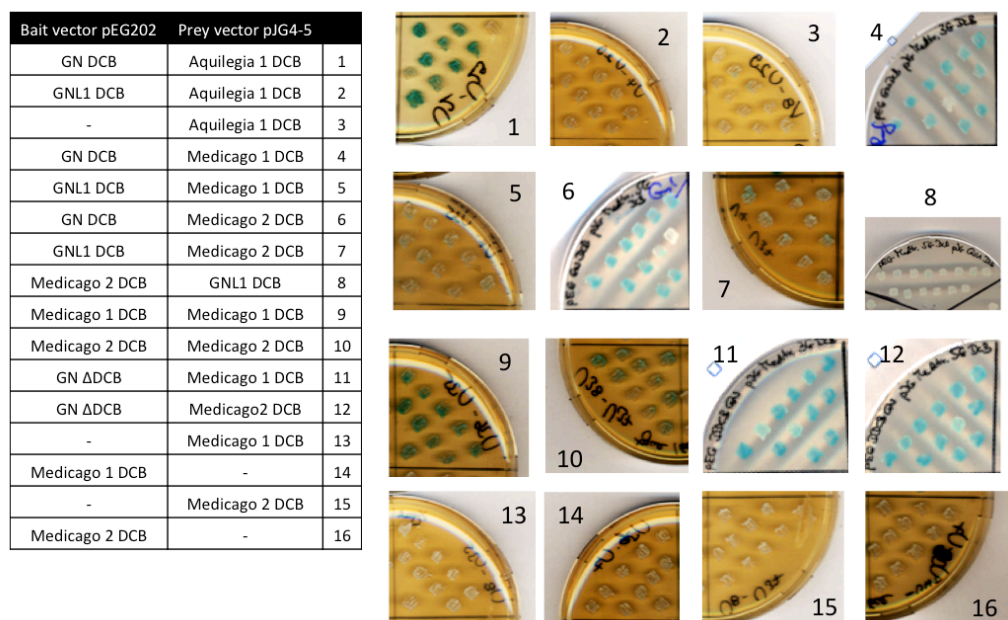 Bait vector pEG202 Prey vector pJG4-5
GN DCB Aquilegia 1 DCB 1
GNL1 DCB Aquilegia 1 DCB 2
- Aquilegia 1 DCB 3
GN DCB Medicago 1 DCB 4
GNL1 DCB Medicago 1 DCB 5
GN DCB Medicago 2 DCB 6
GNL1 DCB Medicago 2 DCB 7
Medicago 2 DCB GNL1 DCB 8
Medicago 1 DCB Medicago 1 DCB 9
Medicago 2 DCB Medicago 2 DCB 10
GN ΔDCB Medicago 1 DCB 11
GN ΔDCB Medicago2 DCB 12
- Medicago 1 DCB 13
Medicago 1 DCB - 14
- Medicago 2 DCB 15
Medicago 2 DCB - 16
1
2
3
4
5
6
7
8
9
10
11
12
13
14
15
16